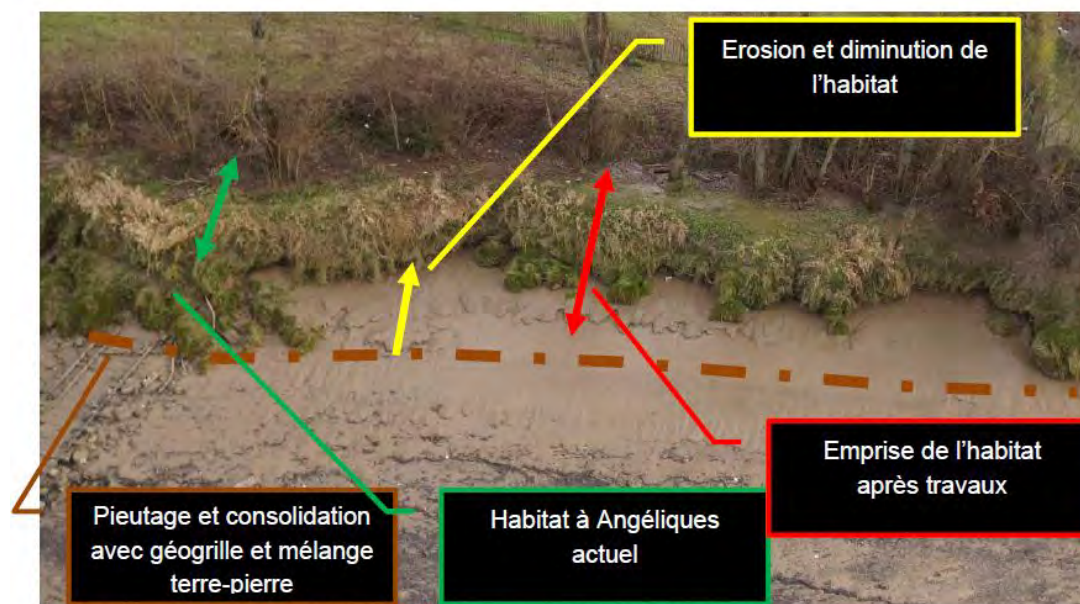 Erosion et diminution de
l’habitat
Emprise de l’habitat
après travaux
Pieutage et consolidation
avec géogrille et mélange
terre-pierre
Habitat à Angéliques
actuel